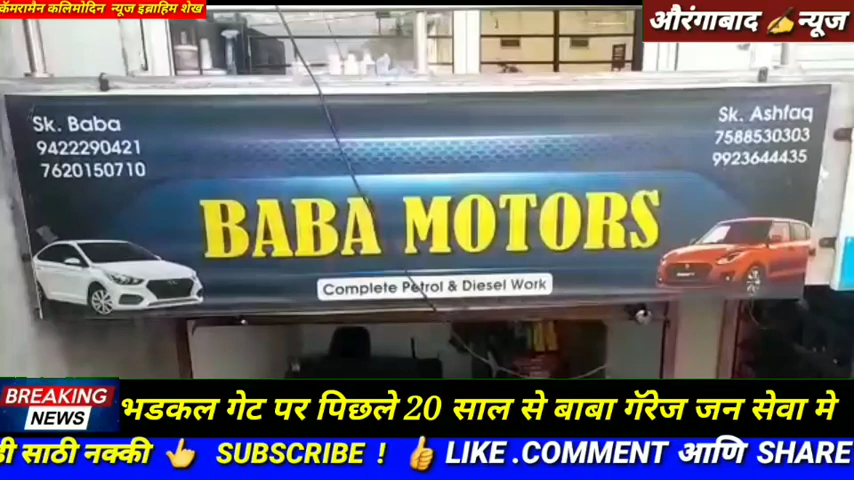 कॅमरामैन कलिमोदिन न्यूज इब्राहिम शेख
औरंगाबाद ✍️न्यूज
Sk. Baba
9422290421
7620150710
Sk. Ashfaq
7588530303
9923644435
BABA MOTORS
Complete Petrol & Diesel Work
BREAKING
NEWS
भडकल गेट पर पिछले 20 साल से बाबा गॅरेज जन सेवा मे
साठी नक्की 👉 SUBSCRIBE ! 👍 LIKE .COMMENT आणि SHARE